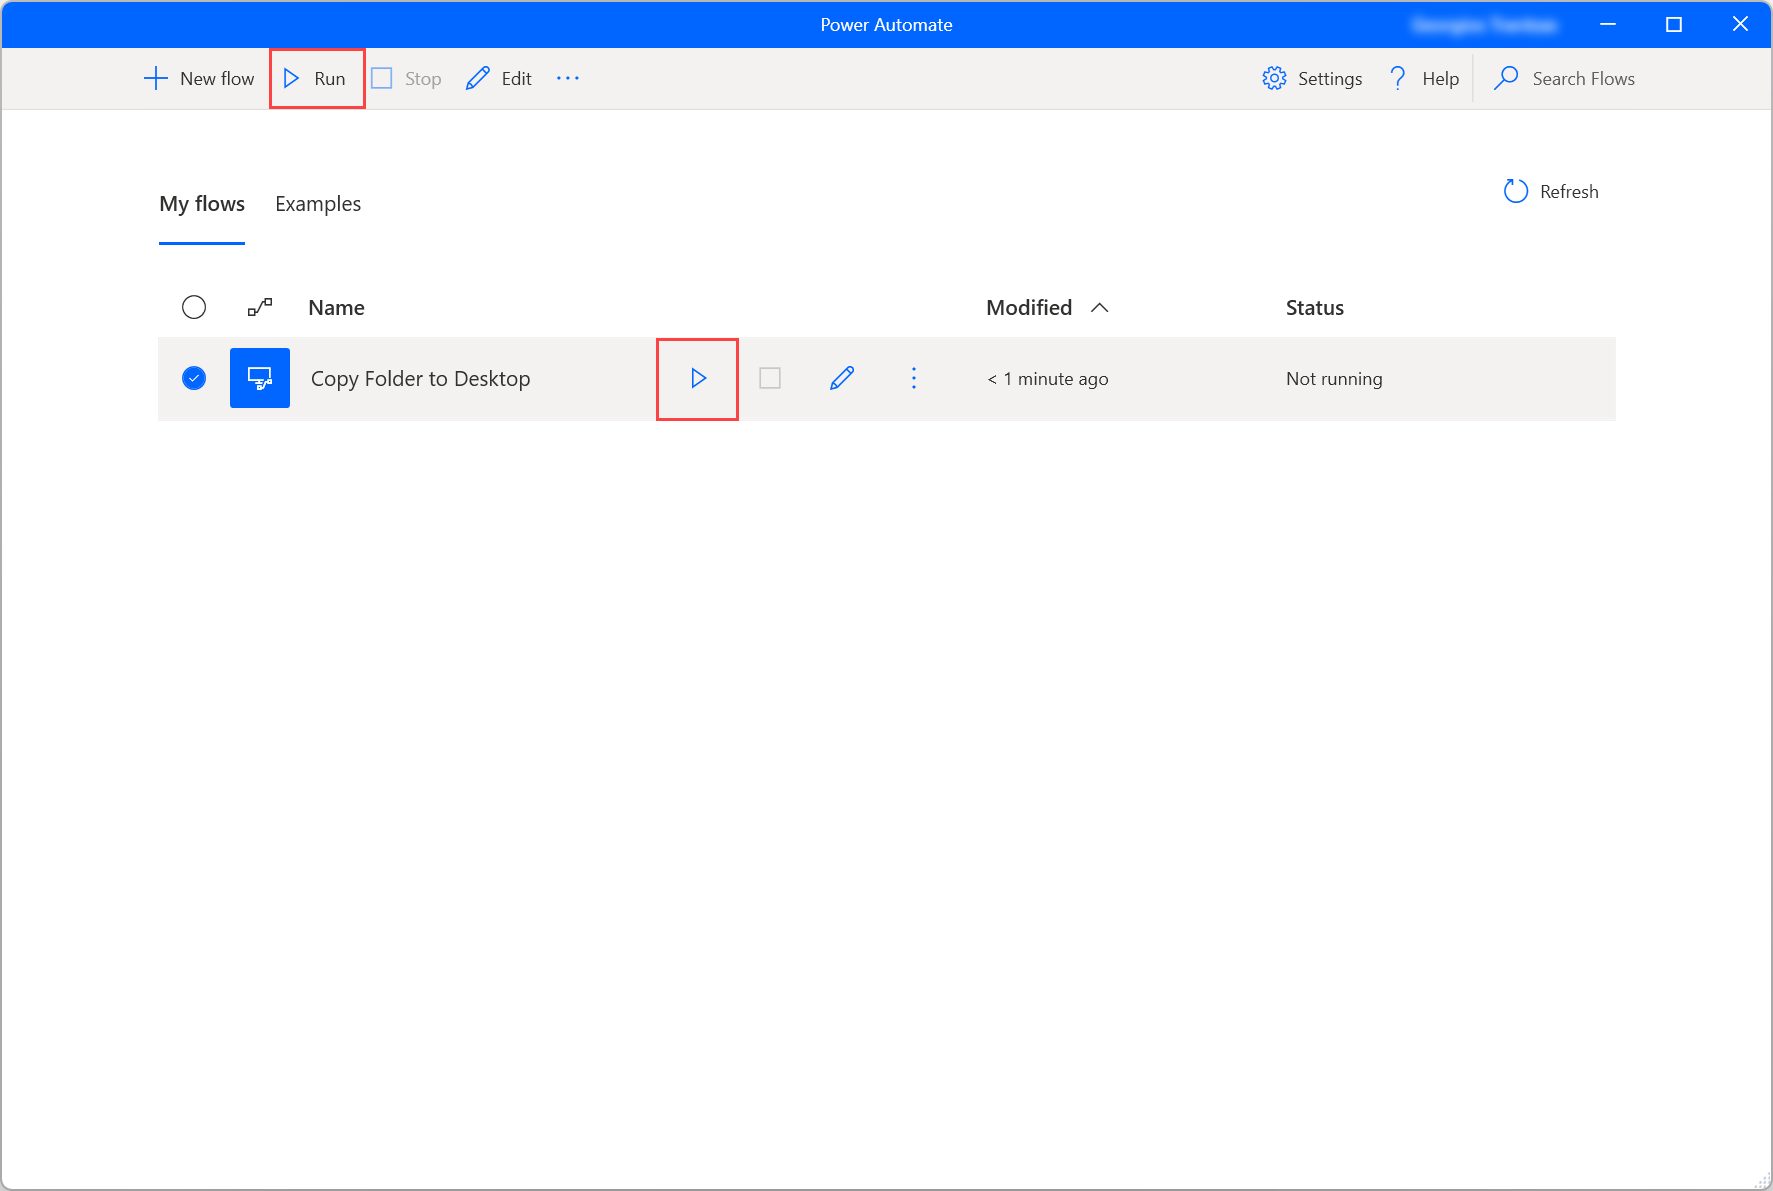 Power Automate
New flow Run Stop Edit ··· Settings Help Search Flows
My flows Examples Refresh
Name Modified Status
Copy Folder to Desktop < 1 minute ago Not running